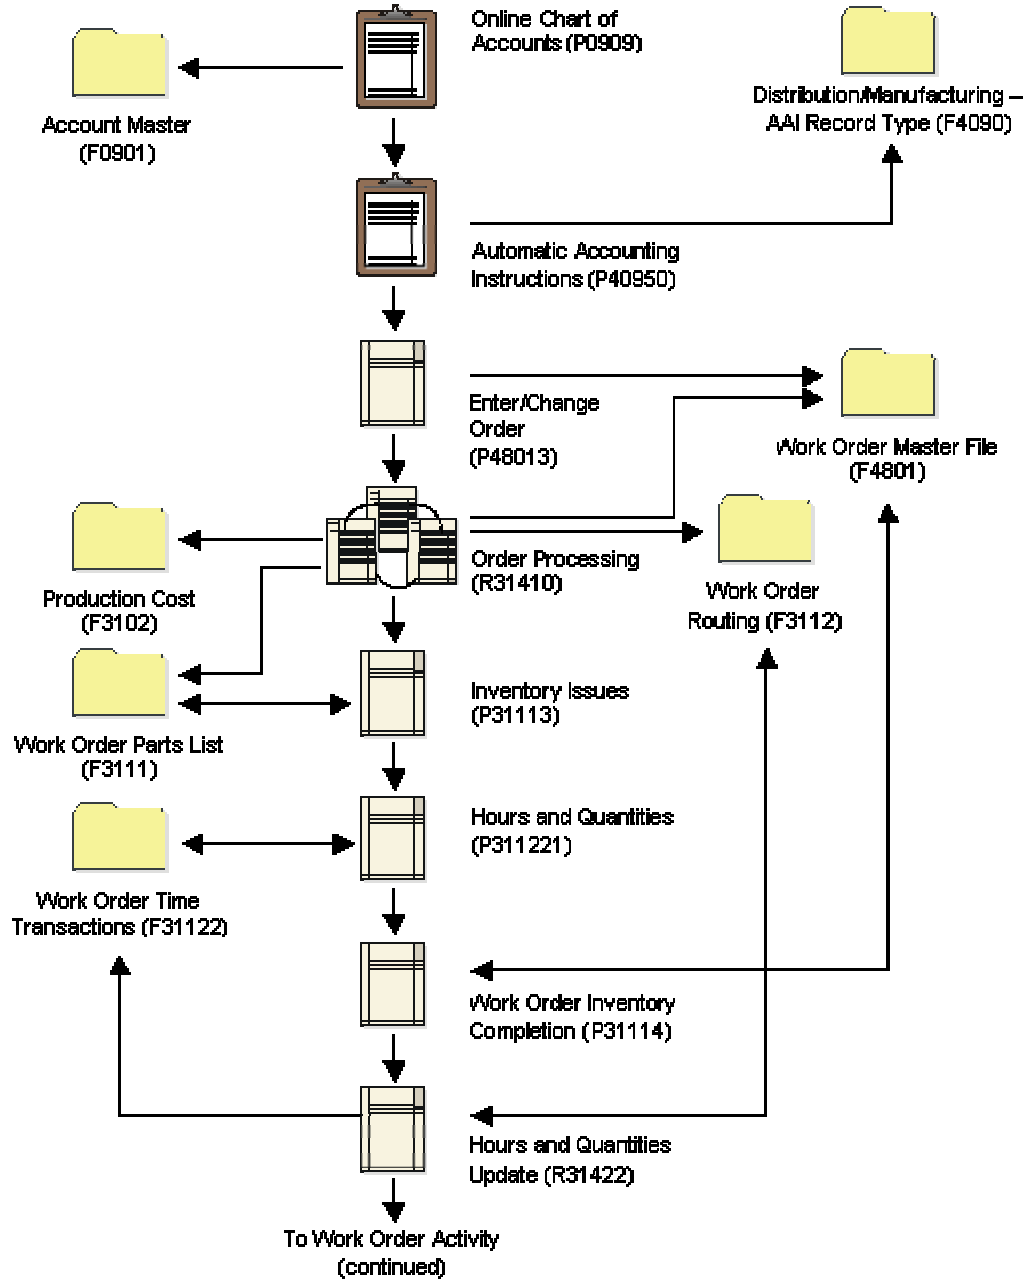 Online Chart of
Accounts (P0909)
Account Master
(F0901)
Distribution/Manufacturing –
AAI Record Type (F4090)
Automatic Accounting
Instructions (P40950)
Enter/Change
Order
(P48013)
Work Order Master File
(F4801)
Order Processing
(R31410)
Production Cost
(F3102)
Work Order
Routing (F3112)
Inventory Issues
(P31113)
Work Order Parts List
(F3111)
Hours and Quantities
(P311221)
Work Order Time
Transactions (F31122)
Work Order Inventory
Completion (P31114)
Hours and Quantities
Update (R31422)
To Work Order Activity
(continued)